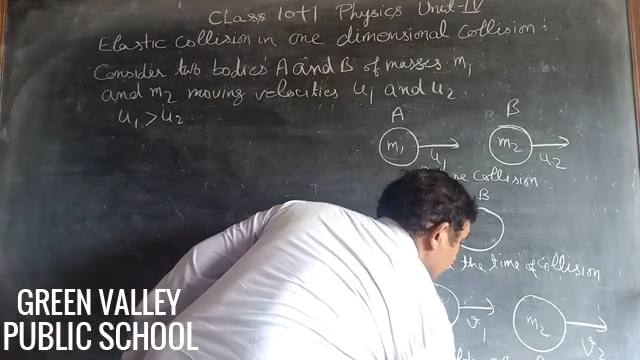 Class 10+1 Physics Unit-IV
Elastic collision in one dimensional Collision :
Consider two bodies A and B of masses m₁
and m₂ moving velocities u₁ and u₂.
u₁ > u₂
A B
m₁ u₁ m₂ u₂
collision.
B
the time of collision
v₁ m₂ v₂
GREEN VALLEY
PUBLIC SCHOOL